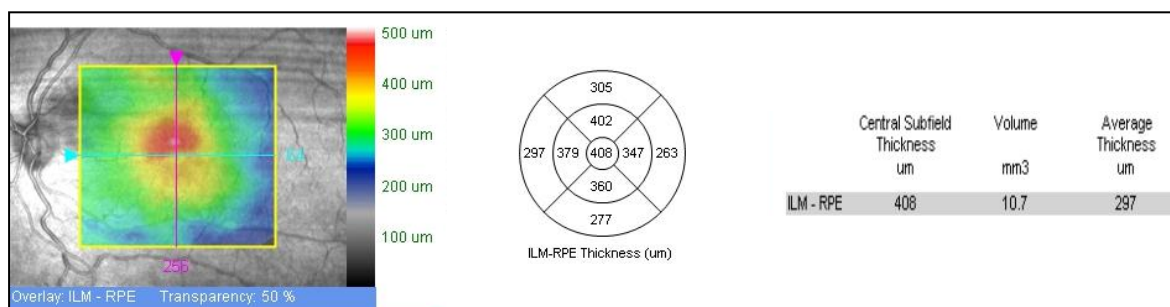 500 um
400 um
300 um
200 um
100 um
256
Overlay: ILM - RPE Transparency: 50 %
305
402
297 379 408 347 263
360
277
ILM-RPE Thickness (um)
Central Subfield Volume Average
Thickness Thickness
um mm3 um
ILM - RPE 408 10.7 297